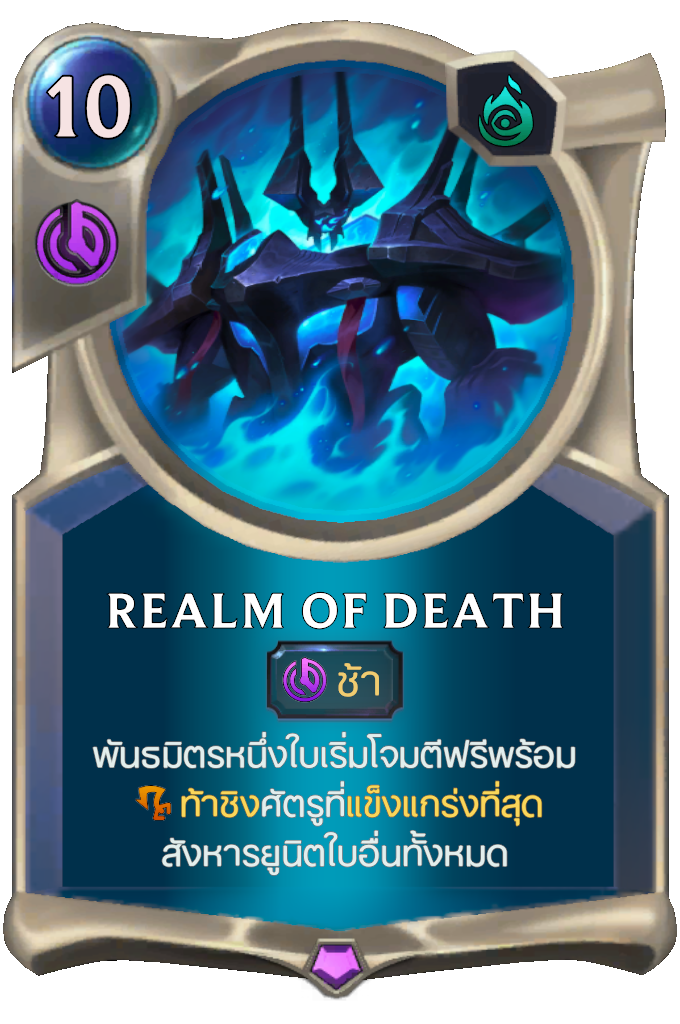 10
REALM OF DEATH
ช้า
พันธมิตรหนึ่งใบเริ่มโจมตีฟรีพร้อม
ท้าชิงศัตรูที่แข็งแกร่งที่สุด
สังหารยูนิตใบอื่นทั้งหมด